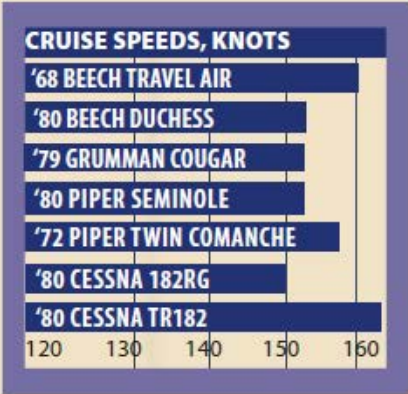 CRUISE SPEEDS, KNOTS
‘68 BEECH TRAVEL AIR
‘80 BEECH DUCHESS
‘79 GRUMMAN COUGAR
‘80 PIPER SEMINOLE
‘72 PIPER TWIN COMANCHE
‘80 CESSNA 182RG
‘80 CESSNA TR182
120 130 140 150 160